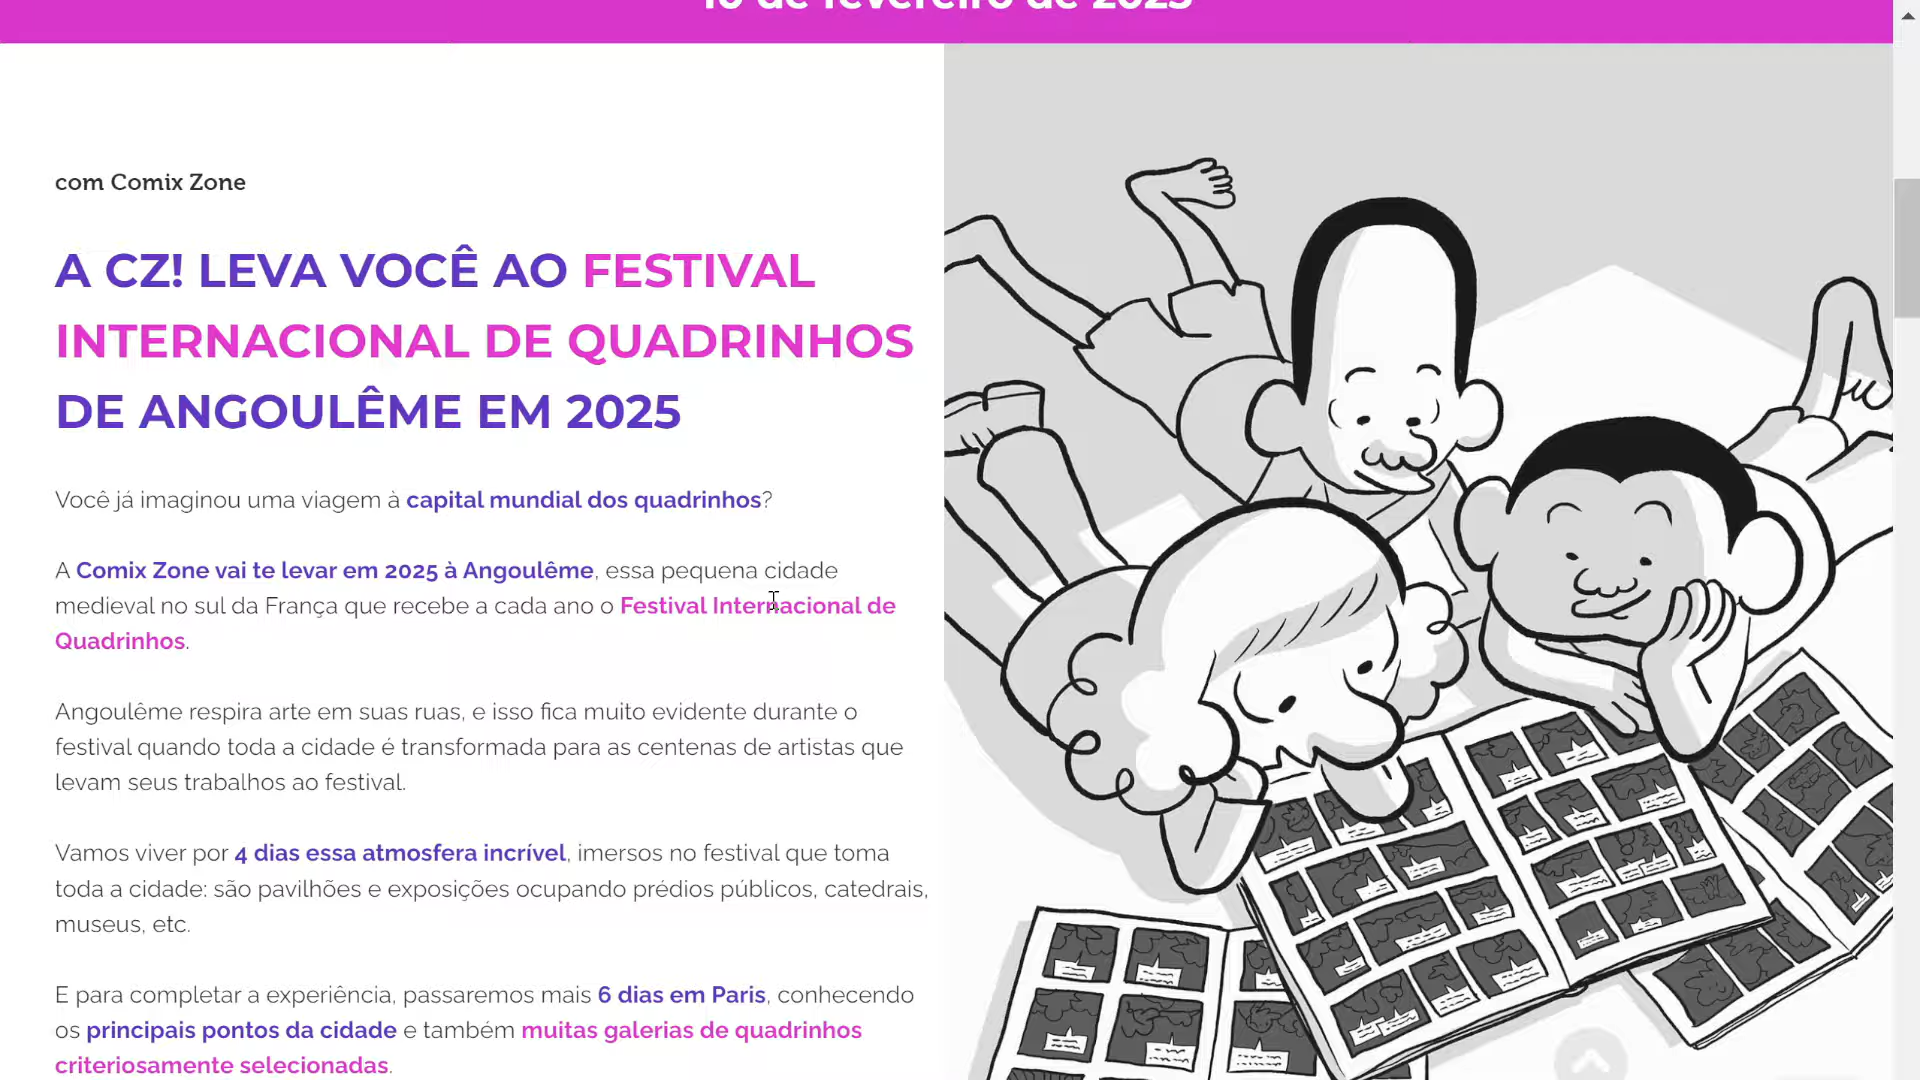 de fevereiro de 2025
com Comix Zone
A CZ! LEVA VOCÊ AO FESTIVAL
INTERNACIONAL DE QUADRINHOS
DE ANGOULÊME EM 2025
Você já imaginou uma viagem à capital mundial dos quadrinhos?
A Comix Zone vai te levar em 2025 à Angoulême, essa pequena cidade
medieval no sul da França que recebe a cada ano o Festival Internacional de
Quadrinhos.
Angoulême respira arte em suas ruas, e isso fica muito evidente durante o
festival quando toda a cidade é transformada para as centenas de artistas que
levam seus trabalhos ao festival.
Vamos viver por 4 dias essa atmosfera incrível, imersos no festival que toma
toda a cidade: são pavilhões e exposições ocupando prédios públicos, catedrais,
museus, etc.
E para completar a experiência, passaremos mais 6 dias em Paris, conhecendo
os principais pontos da cidade e também muitas galerias de quadrinhos
criteriosamente selecionadas.